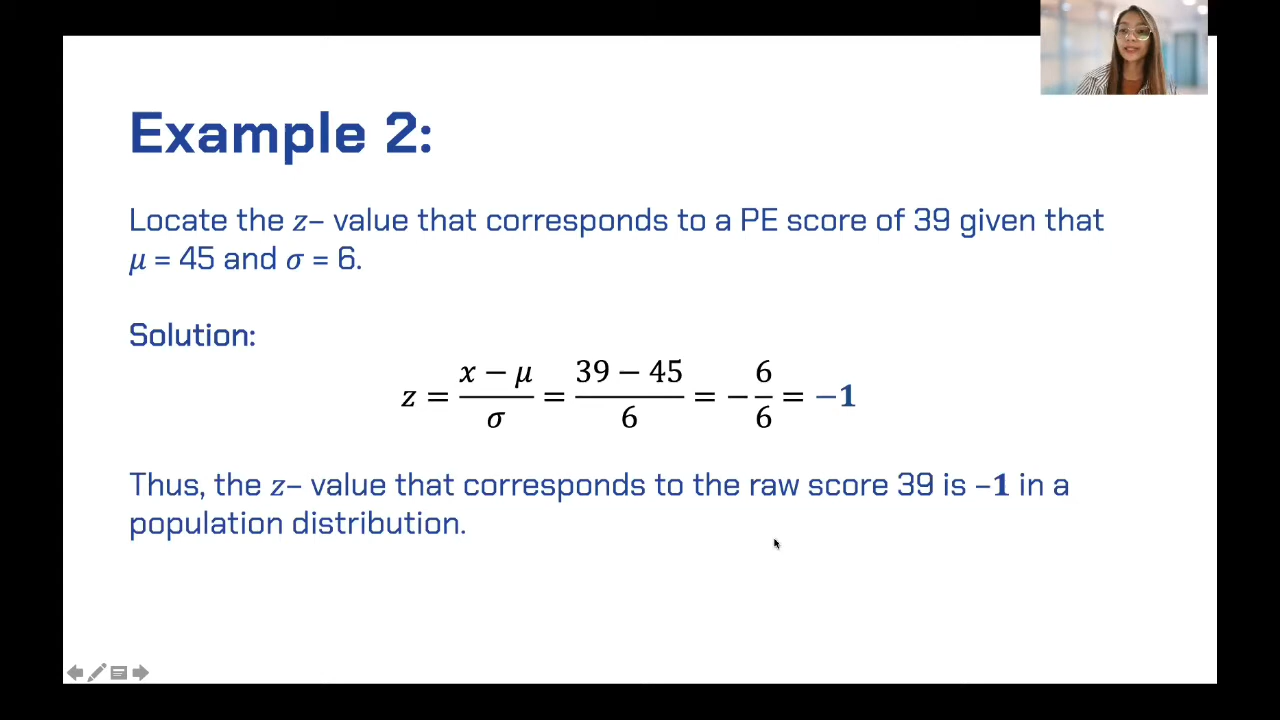 Example 2:
Locate the z– value that corresponds to a PE score of 39 given that
μ = 45 and σ = 6.
Solution:
z = (x − μ)/σ = (39 − 45)/6 = −6/6 = −1
Thus, the z– value that corresponds to the raw score 39 is −1 in a
population distribution.